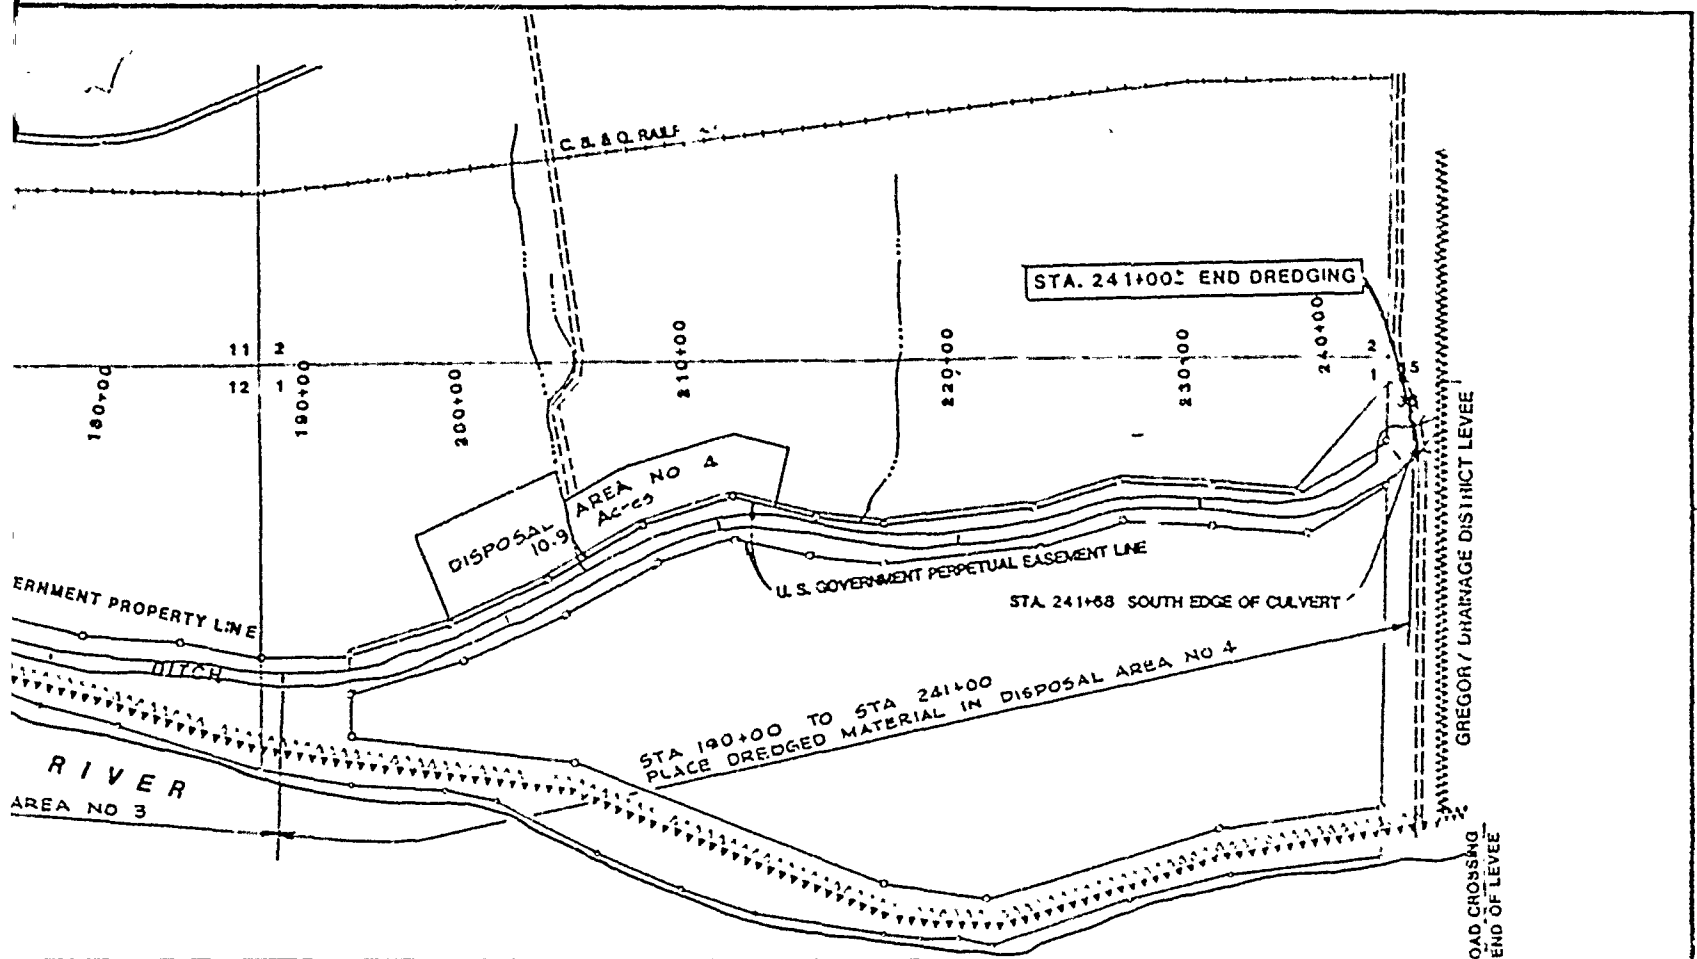 C. B. & Q. RAIL
STA. 241+00± END DREDGING
11 2
12 1
2
1
180+00
190+00
200+00
210+00
220+00
230+00
240+00
DISPOSAL AREA NO 4
10.9 Acres
ERNMENT PROPERTY LINE
DITCH
U. S. GOVERNMENT PERPETUAL EASEMENT LINE
STA. 241+68 SOUTH EDGE OF CULVERT
STA 190+00 TO STA 241+00
PLACE DREDGED MATERIAL IN DISPOSAL AREA NO 4
RIVER
AREA NO 3
GREGORY DRAINAGE DISTRICT LEVEE
OAD CROSSING
END OF LEVEE